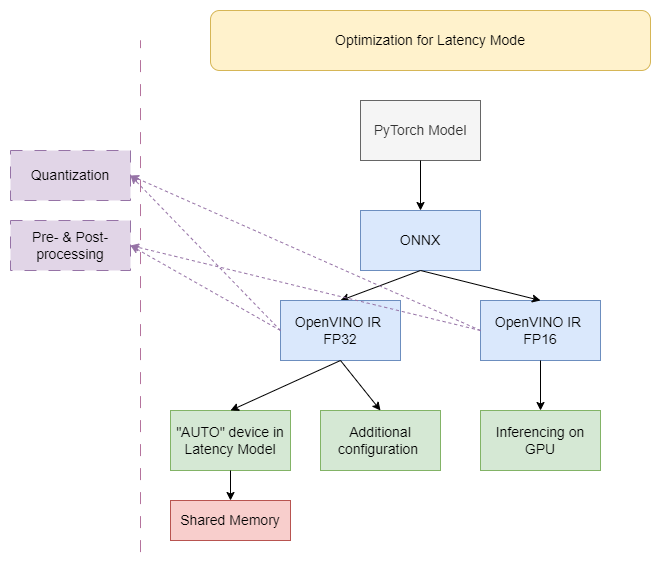 Optimization for Latency Mode
PyTorch Model
Quantization
Pre- & Post-
processing
ONNX
OpenVINO IR
FP32
OpenVINO IR
FP16
"AUTO" device in
Latency Model
Additional
configuration
Inferencing on
GPU
Shared Memory